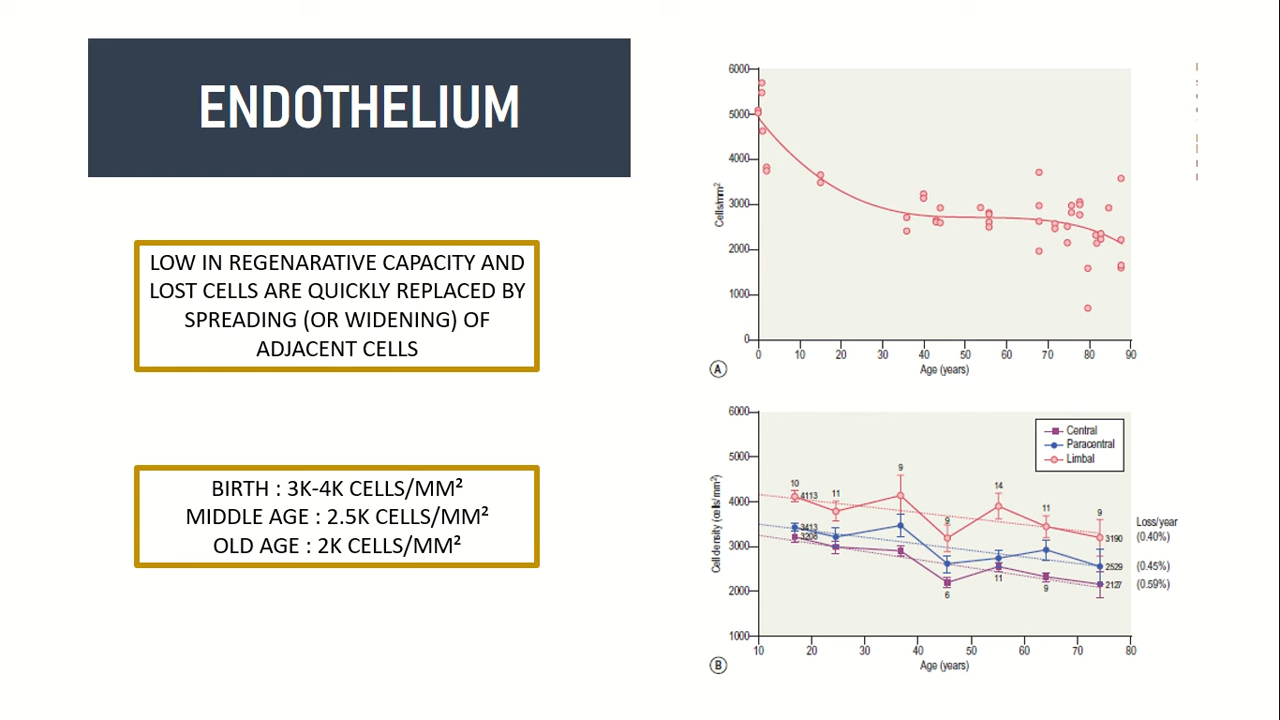 ENDOTHELIUM
LOW IN REGENARATIVE CAPACITY AND
LOST CELLS ARE QUICKLY REPLACED BY
SPREADING (OR WIDENING) OF
ADJACENT CELLS
BIRTH : 3K-4K CELLS/MM²
MIDDLE AGE : 2.5K CELLS/MM²
OLD AGE : 2K CELLS/MM²
6000
5000
4000
3000
2000
1000
0
Cells/mm²
0 10 20 30 40 50 60 70 80 90
Age (years)
A
6000
5000
4000
3000
2000
1000
Cell density (cells/mm²)
Central
Paracentral
Limbal
10 11 9 9 14 11 9
4113
3413
3208
6 11 9
3190
2529
2127
Loss/year
(0.40%)
(0.45%)
(0.59%)
10 20 30 40 50 60 70 80
Age (years)
B